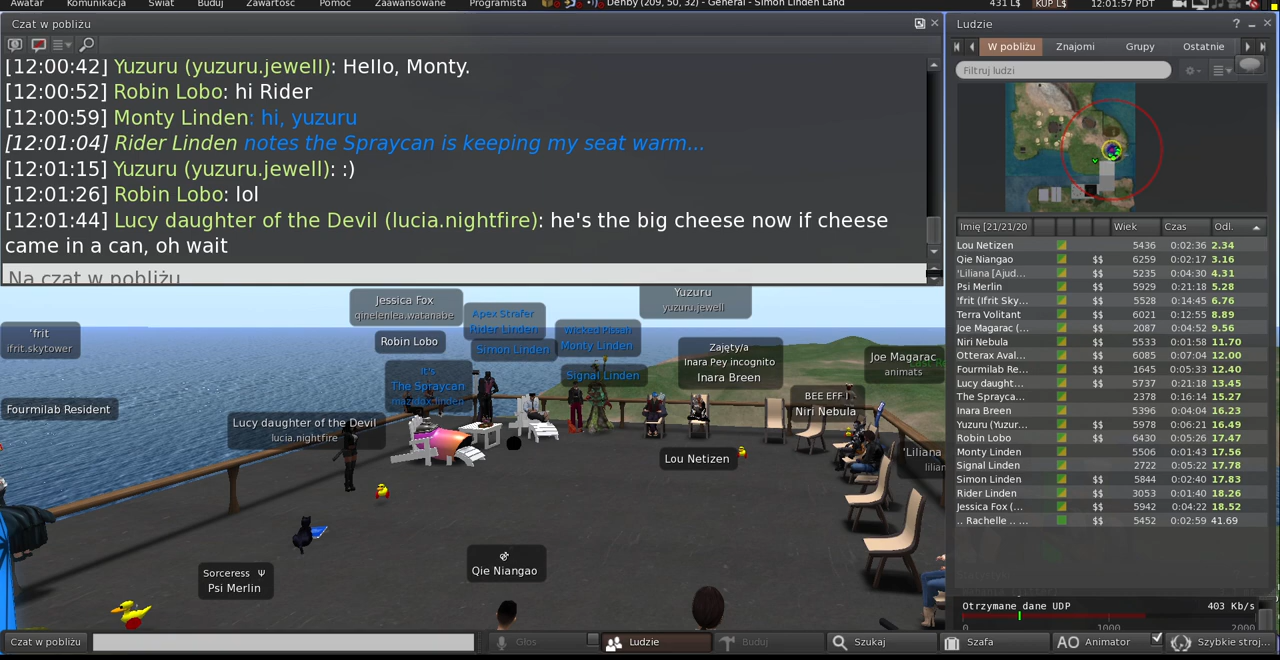 Awatar Komunikacja Świat Buduj Zawartość Pomoc Zaawansowane Programista Denby (209, 50, 32) - General - Simon Linden Land 431 L$ KUP L$ 12:01:57 PDT
Czat w pobliżu
[12:00:42] Yuzuru (yuzuru.jewell): Hello, Monty.
[12:00:52] Robin Lobo: hi Rider
[12:00:59] Monty Linden: hi, yuzuru
[12:01:04] Rider Linden notes the Spraycan is keeping my seat warm...
[12:01:15] Yuzuru (yuzuru.jewell): :)
[12:01:26] Robin Lobo: lol
[12:01:44] Lucy daughter of the Devil (lucia.nightfire): he's the big cheese now if cheese
came in a can, oh wait
Na czat w pobliżu
Jessica Fox
qinelenlea.watanabe
Yuzuru
yuzuru.jewell
Apex Strafer
Rider Linden
'frit
ifrit.skytower
Robin Lobo
Simon Linden
Wicked Pissah
Monty Linden
Zajęty/a
Inara Pey incognito
Inara Breen
Joe Magarac
animats
It's
The Spraycan
mazidox.linden
Signal Linden
Fourmilab Resident
BEE EFF !
Niri Nebula
Lucy daughter of the Devil
lucia.nightfire
Lou Netizen
'Liliana
lilian
Qie Niangao
Sorceress Ψ
Psi Merlin
Ludzie
W pobliżu Znajomi Grupy Ostatnie
Filtruj ludzi
Imię [21/21/20 Wiek Czas Odl.
Lou Netizen 5436 0:02:36 2.34
Qie Niangao $$ 6259 0:02:17 3.16
'Liliana [Ajud... $$ 5235 0:04:30 4.31
Psi Merlin $$ 5929 0:21:18 5.28
'frit (Ifrit Sky... $$ 5528 0:14:45 6.76
Terra Volitant $$ 6021 0:12:55 8.89
Joe Magarac (... $$ 2087 0:04:52 9.56
Niri Nebula $$ 5533 0:01:58 11.70
Otterax Aval... $$ 6085 0:07:04 12.00
Fourmilab Re... $$ 1645 0:05:33 12.40
Lucy daught... $$ 5737 0:21:18 13.45
The Sprayca... 2378 0:16:14 15.27
Inara Breen 5396 0:04:04 16.23
Yuzuru (Yuzur... $$ 5978 0:06:21 16.49
Robin Lobo $$ 6430 0:05:26 17.47
Monty Linden 5506 0:01:43 17.56
Signal Linden 2722 0:05:22 17.78
Simon Linden $$ 5844 0:02:40 17.83
Rider Linden $$ 3053 0:01:40 18.26
Jessica Fox (... $$ 5942 0:04:22 18.52
.. Rachelle .. ... $$ 5452 0:02:59 41.69
Otrzymane dane UDP 403 Kb/s
0 1000 2000
Czat w pobliżu Głos Ludzie Buduj Szukaj Szafa AO Animator Szybkie stroj...